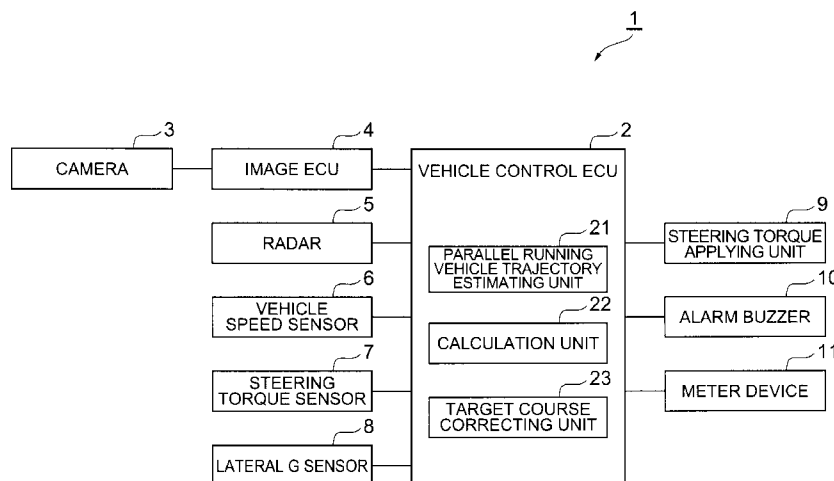 1
3
4
2
CAMERA
IMAGE ECU
VEHICLE CONTROL ECU
5
21
9
RADAR
PARALLEL RUNNING
VEHICLE TRAJECTORY
ESTIMATING UNIT
STEERING TORQUE
APPLYING UNIT
6
22
10
VEHICLE
SPEED SENSOR
CALCULATION UNIT
ALARM BUZZER
7
23
11
STEERING
TORQUE SENSOR
TARGET COURSE
CORRECTING UNIT
METER DEVICE
8
LATERAL G SENSOR